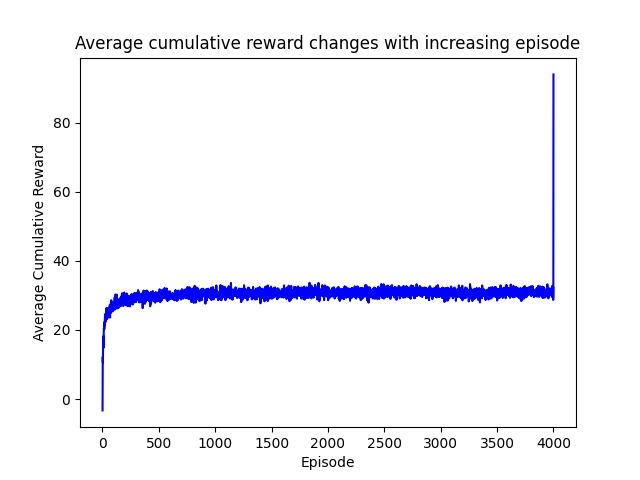 Average cumulative reward changes with increasing episode
80
60
40
20
0
Average Cumulative Reward
0 500 1000 1500 2000 2500 3000 3500 4000
Episode